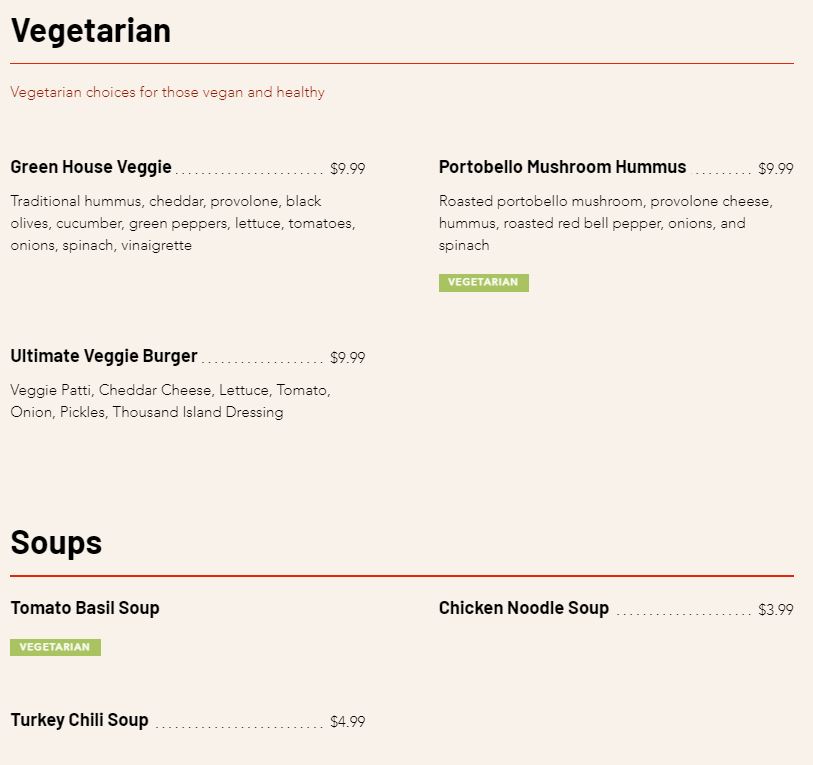 Vegetarian
Vegetarian choices for those vegan and healthy
Green House Veggie ........................ $9.99
Traditional hummus, cheddar, provolone, black
olives, cucumber, green peppers, lettuce, tomatoes,
onions, spinach, vinaigrette
Portobello Mushroom Hummus ......... $9.99
Roasted portobello mushroom, provolone cheese,
hummus, roasted red bell pepper, onions, and
spinach
VEGETARIAN
Ultimate Veggie Burger .................... $9.99
Veggie Patti, Cheddar Cheese, Lettuce, Tomato,
Onion, Pickles, Thousand Island Dressing
Soups
Tomato Basil Soup
VEGETARIAN
Chicken Noodle Soup ...................... $3.99
Turkey Chili Soup ............................ $4.99